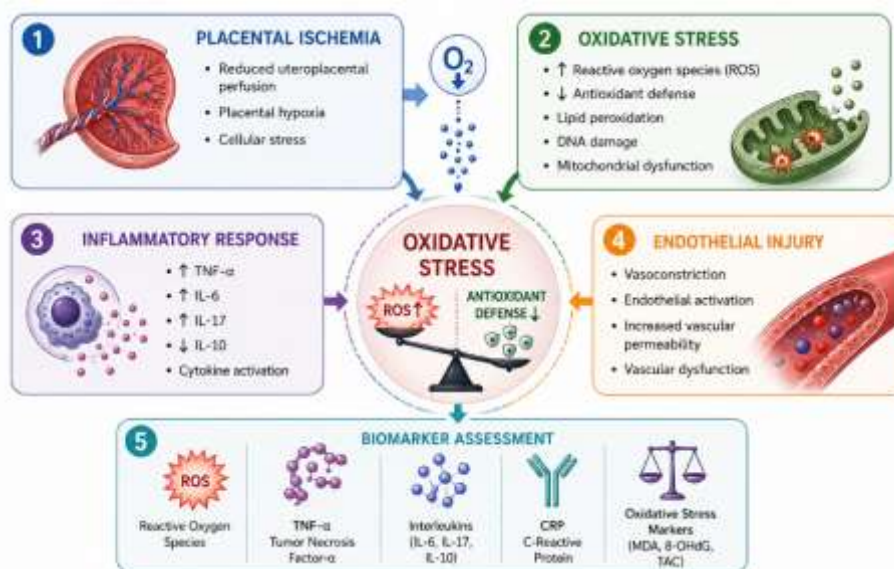 1
PLACENTAL ISCHEMIA
• Reduced uteroplacental
perfusion
• Placental hypoxia
• Cellular stress
O₂
2
OXIDATIVE STRESS
• ↑ Reactive oxygen species (ROS)
• ↓ Antioxidant defense
• Lipid peroxidation
• DNA damage
• Mitochondrial dysfunction
3
INFLAMMATORY RESPONSE
• ↑ TNF-α
• ↑ IL-6
• ↑ IL-17
• ↓ IL-10
• Cytokine activation
OXIDATIVE
STRESS
ROS↑
ANTIOXIDANT
DEFENSE↓
4
ENDOTHELIAL INJURY
• Vasoconstriction
• Endothelial activation
• Increased vascular
permeability
• Vascular dysfunction
5
BIOMARKER ASSESSMENT
ROS
Reactive Oxygen
Species
TNF-α
Tumor Necrosis
Factor-α
Interleukins
(IL-6, IL-17,
IL-10)
CRP
C-Reactive
Protein
Oxidative Stress
Markers
(MDA, 8-OHdG,
TAC)